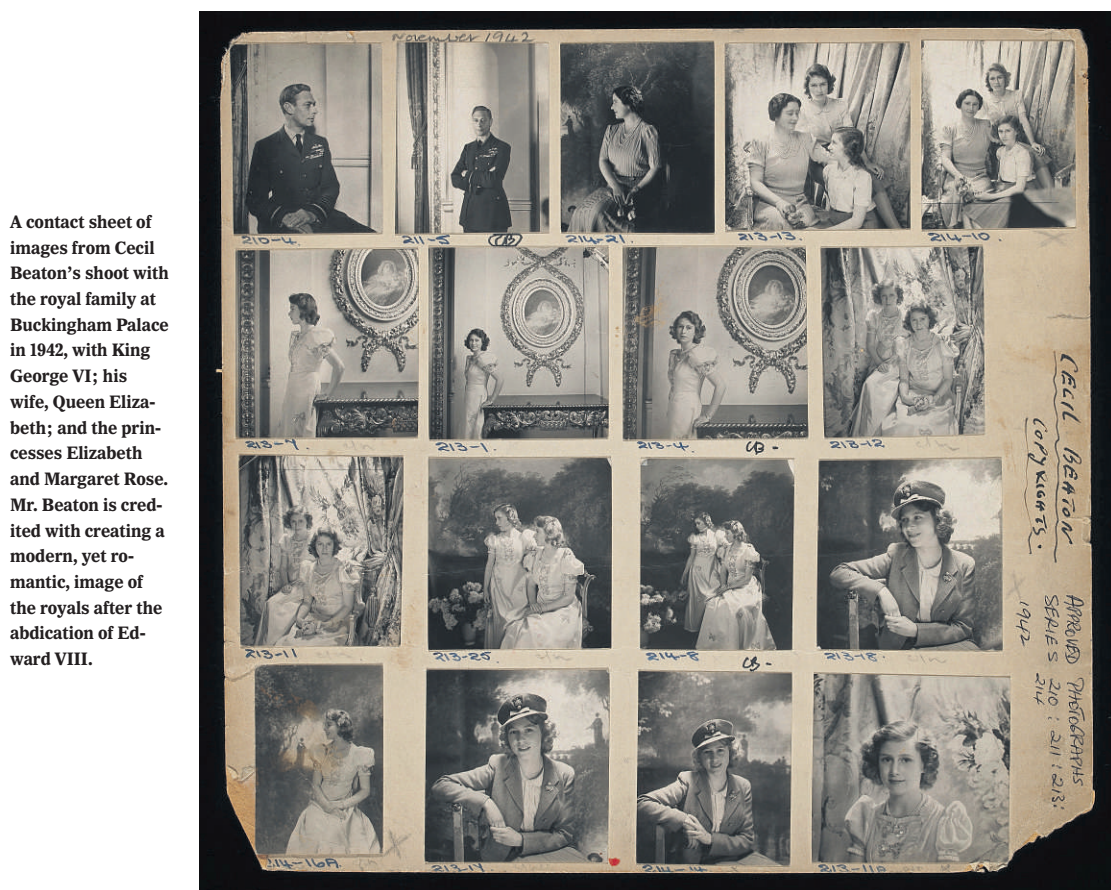 A contact sheet of
images from Cecil
Beaton’s shoot with
the royal family at
Buckingham Palace
in 1942, with King
George VI; his
wife, Queen Eliza-
beth; and the prin-
cesses Elizabeth
and Margaret Rose.
Mr. Beaton is cred-
ited with creating a
modern, yet ro-
mantic, image of
the royals after the
abdication of Ed-
ward VIII.
November 1942
210-4.
211-5
CB
214-21.
213-13.
214-10.
213-7
213-1.
213-4.
CB-
213-12
213-11
213-25.
214-8
CB-
213-18.
214-16A.
213-17
214-14
213-11A
CECIL BEATON
COPYRIGHTS.
APPROVED PHOTOGRAPHS
SERIES 210: 211: 213:
1942 214